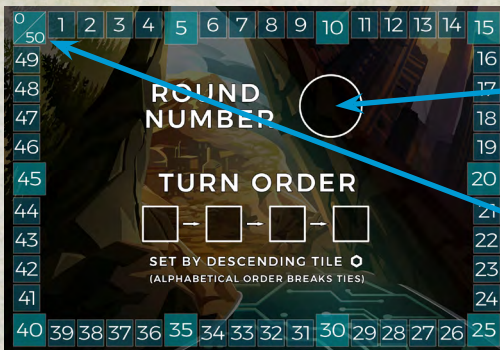 0 1 2 3 4 5 6 7 8 9 10 11 12 13 14 15
50
49 16
48 17
ROUND
NUMBER
47 18
46 19
45 20
TURN ORDER
44 21
43 22
SET BY DESCENDING TILE
42 23
(ALPHABETICAL ORDER BREAKS TIES)
41 24
40 39 38 37 36 35 34 33 32 31 30 29 28 27 26 25